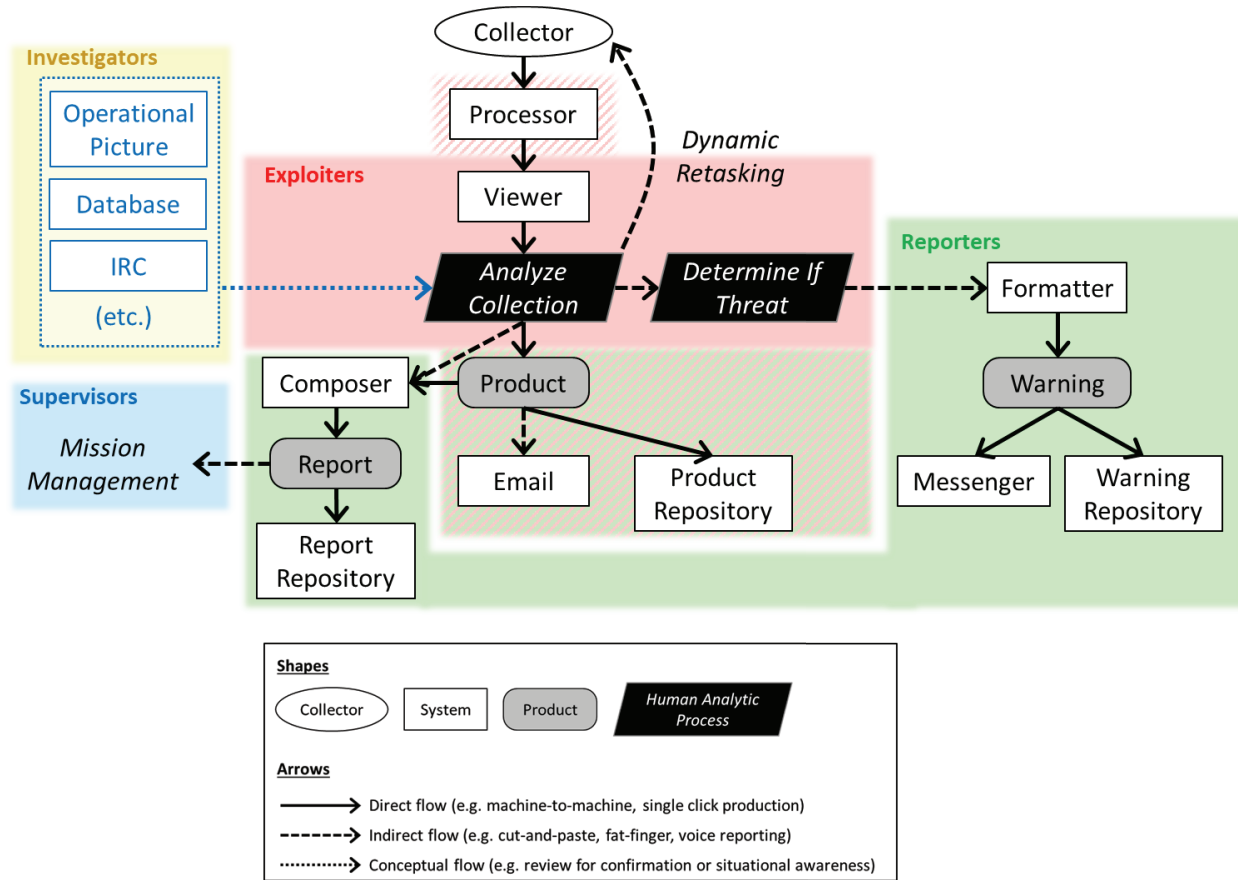 Collector
Investigators
Operational
Picture
Database
IRC
(etc.)
Processor
Dynamic
Retasking
Exploiters
Viewer
Analyze
Collection
Determine If
Threat
Reporters
Formatter
Warning
Messenger
Warning
Repository
Composer
Product
Supervisors
Mission
Management
Report
Email
Product
Repository
Report
Repository
Shapes
Collector
System
Product
Human Analytic
Process
Arrows
Direct flow (e.g. machine-to-machine, single click production)
Indirect flow (e.g. cut-and-paste, fat-finger, voice reporting)
Conceptual flow (e.g. review for confirmation or situational awareness)